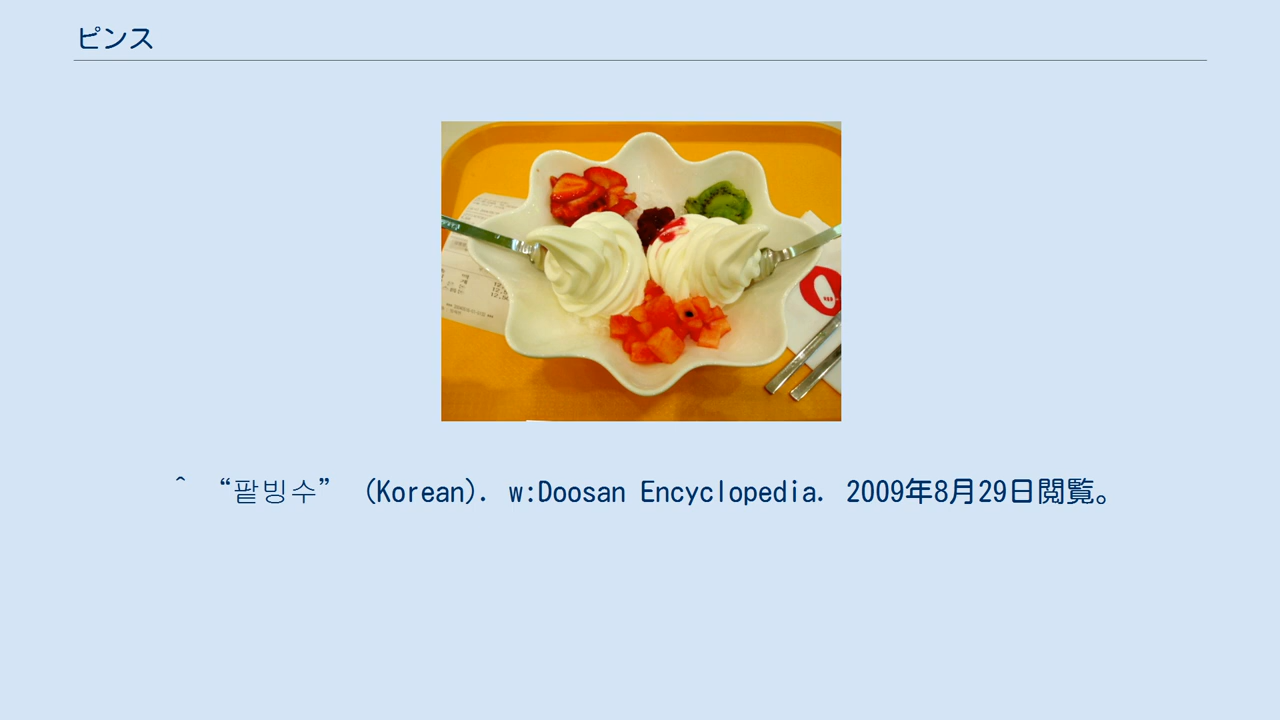 ピンス
^ “팥빙수” (Korean). w:Doosan Encyclopedia. 2009年8月29日閲覧。